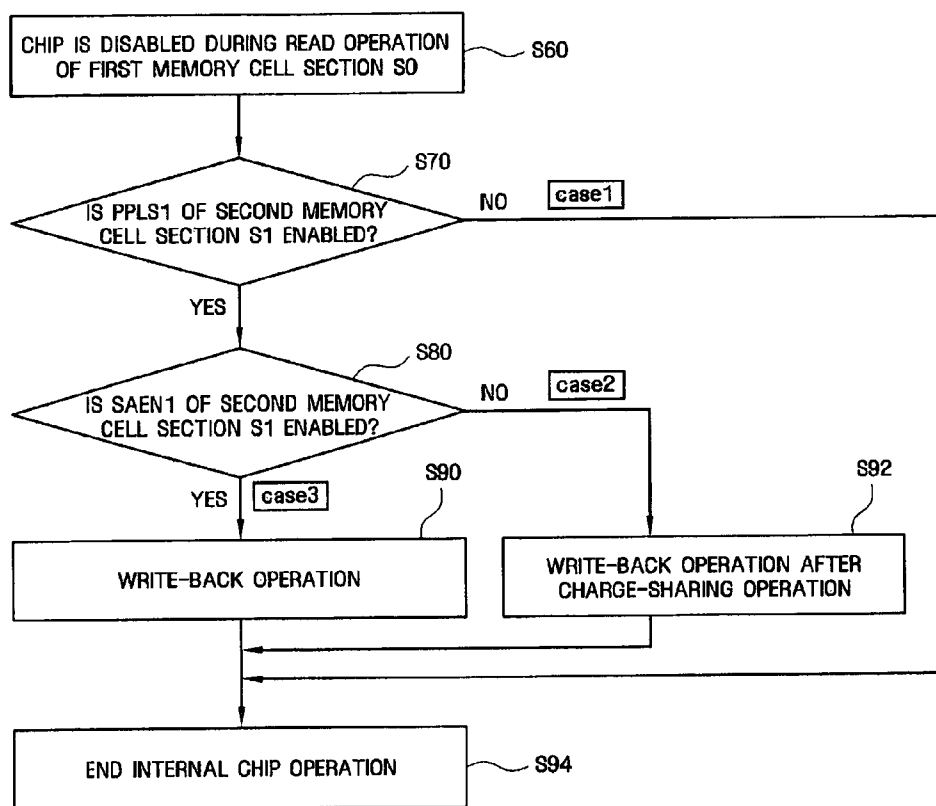 CHIP IS DISABLED DURING READ OPERATION
OF FIRST MEMORY CELL SECTION S0
S60
S70
IS PPLS1 OF SECOND MEMORY
CELL SECTION S1 ENABLED?
NO
case1
YES
S80
IS SAEN1 OF SECOND MEMORY
CELL SECTION S1 ENABLED?
NO
case2
YES
case3
S90
S92
WRITE-BACK OPERATION
WRITE-BACK OPERATION AFTER
CHARGE-SHARING OPERATION
END INTERNAL CHIP OPERATION
S94